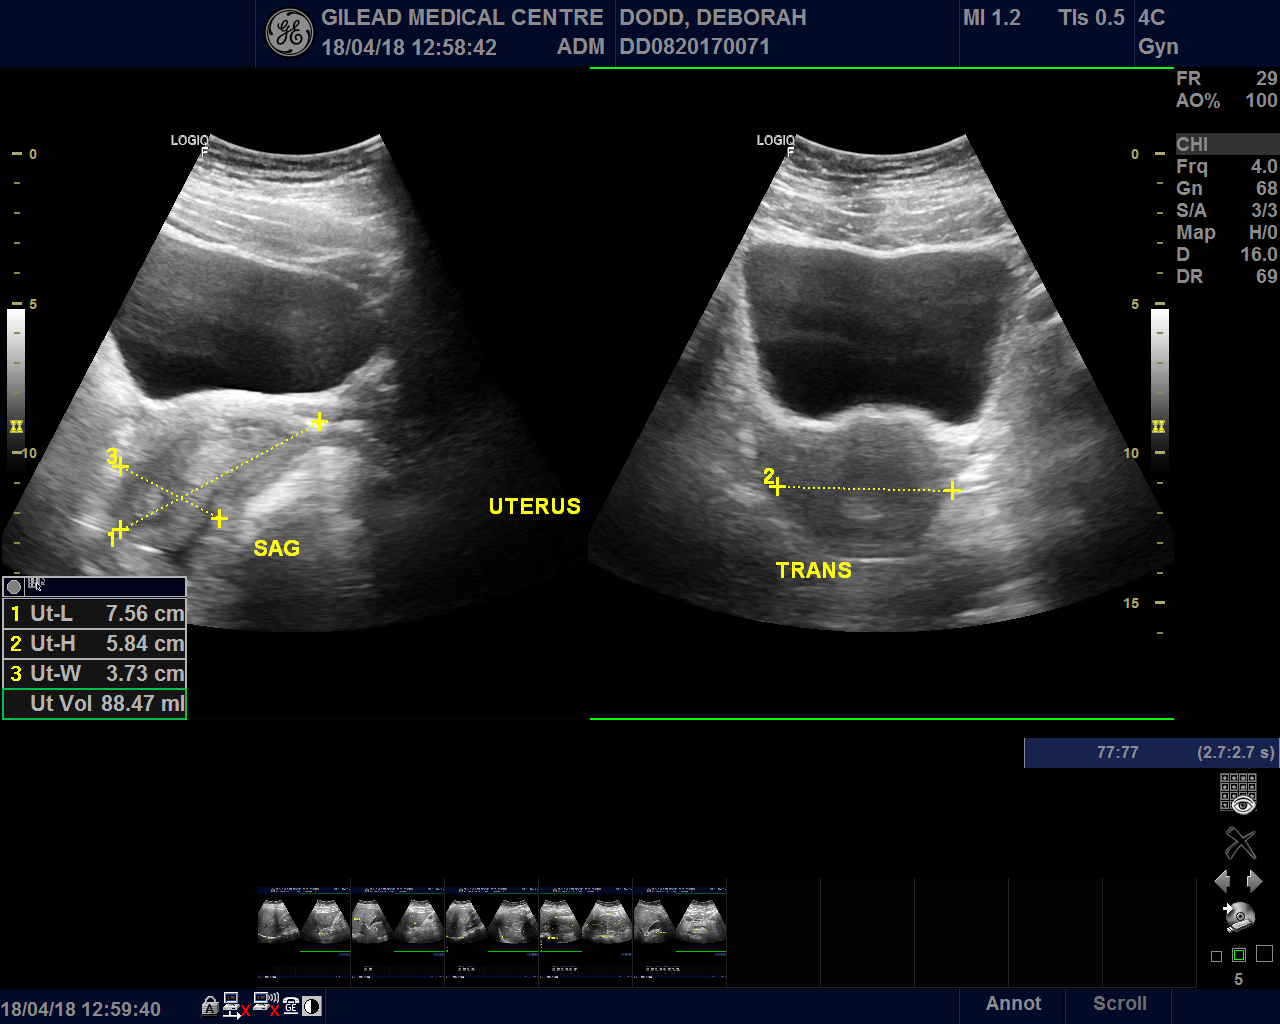 GILEAD MEDICAL CENTRE
18/04/18 12:58:42 ADM
DODD, DEBORAH
DD0820170071
MI 1.2 TIs 0.5
4C
Gyn
FR 29
AO% 100
CHI
Frq 4.0
Gn 68
S/A 3/3
Map H/0
D 16.0
DR 69
LOGIQ
F
0
5
10
LOGIQ
F
0
5
10
15
3
1
2
UTERUS
SAG
TRANS
1 Ut-L 7.56 cm
2 Ut-H 5.84 cm
3 Ut-W 3.73 cm
Ut Vol 88.47 ml
77:77 (2.7:2.7 s)
5
18/04/18 12:59:40
A
GE
Annot
Scroll